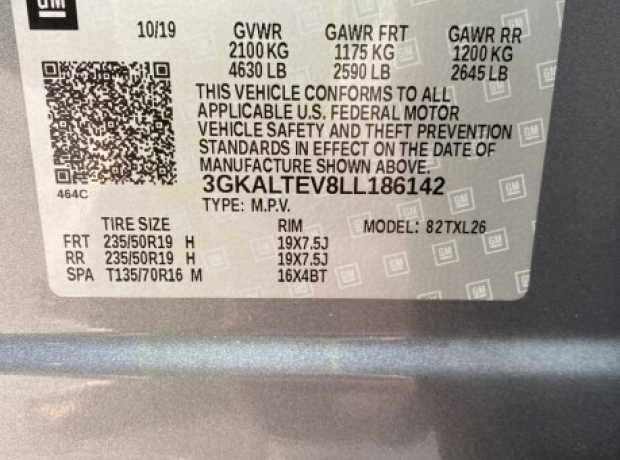 GM
10/19 GVWR GAWR FRT GAWR RR
2100 KG 1175 KG 1200 KG
4630 LB 2590 LB 2645 LB
THIS VEHICLE CONFORMS TO ALL
APPLICABLE U.S. FEDERAL MOTOR
VEHICLE SAFETY AND THEFT PREVENTION
STANDARDS IN EFFECT ON THE DATE OF
MANUFACTURE SHOWN ABOVE.
464C
3GKALTEV8LL186142
TYPE: M.P.V.
TIRE SIZE RIM MODEL: 82TXL26
FRT 235/50R19 H 19X7.5J
RR 235/50R19 H 19X7.5J
SPA T135/70R16 M 16X4BT